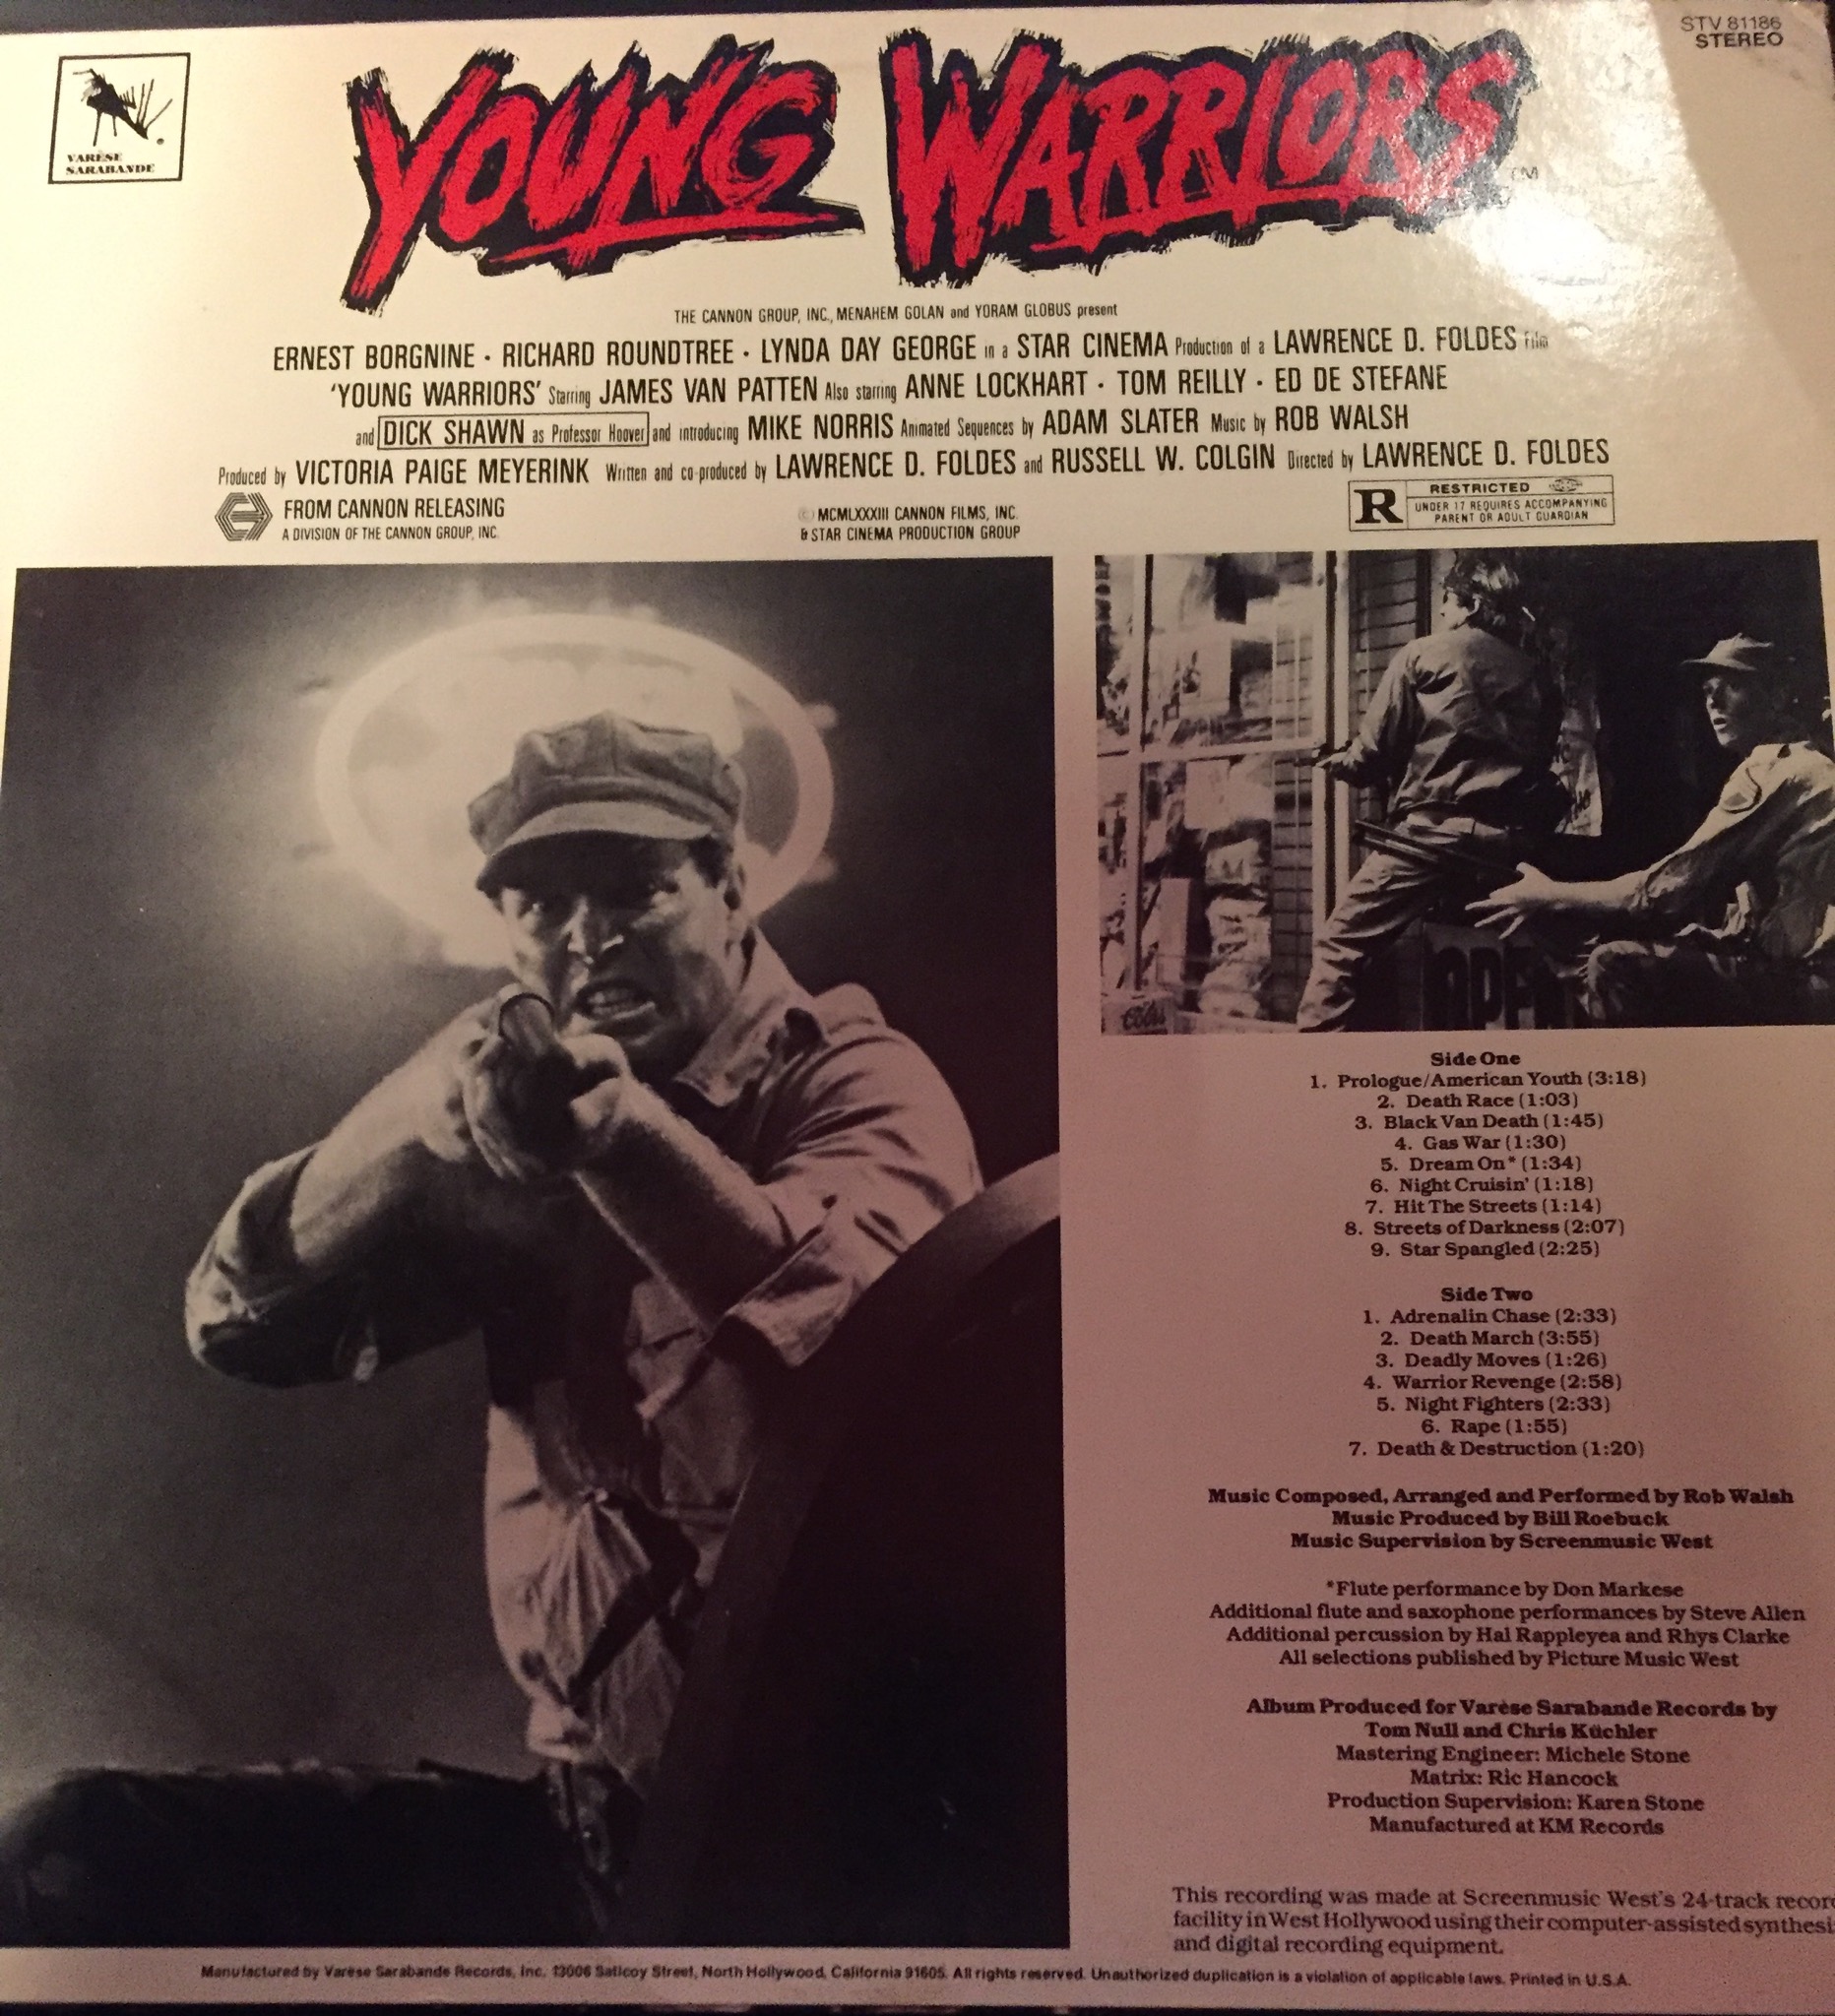 STV 81186
STEREO
VARÈSE
SARABANDE
YOUNG WARRIORS
TM
THE CANNON GROUP, INC., MENAHEM GOLAN and YORAM GLOBUS present
ERNEST BORGNINE · RICHARD ROUNDTREE · LYNDA DAY GEORGE in a STAR CINEMA Production of a LAWRENCE D. FOLDES Film
'YOUNG WARRIORS' Starring JAMES VAN PATTEN Also starring ANNE LOCKHART · TOM REILLY · ED DE STEFANE
and DICK SHAWN as Professor Hoover and introducing MIKE NORRIS Animated Sequences by ADAM SLATER Music by ROB WALSH
Produced by VICTORIA PAIGE MEYERINK Written and co-produced by LAWRENCE D. FOLDES and RUSSELL W. COLGIN Directed by LAWRENCE D. FOLDES
FROM CANNON RELEASING
A DIVISION OF THE CANNON GROUP, INC.
© MCMLXXXIII CANNON FILMS, INC.
& STAR CINEMA PRODUCTION GROUP
R RESTRICTED
UNDER 17 REQUIRES ACCOMPANYING
PARENT OR ADULT GUARDIAN
OPE
Side One
1. Prologue/American Youth (3:18)
2. Death Race (1:03)
3. Black Van Death (1:45)
4. Gas War (1:30)
5. Dream On* (1:34)
6. Night Cruisin' (1:18)
7. Hit The Streets (1:14)
8. Streets of Darkness (2:07)
9. Star Spangled (2:25)
Side Two
1. Adrenalin Chase (2:33)
2. Death March (3:55)
3. Deadly Moves (1:26)
4. Warrior Revenge (2:58)
5. Night Fighters (2:33)
6. Rape (1:55)
7. Death & Destruction (1:20)
Music Composed, Arranged and Performed by Rob Walsh
Music Produced by Bill Roebuck
Music Supervision by Screenmusic West
*Flute performance by Don Markese
Additional flute and saxophone performances by Steve Allen
Additional percussion by Hal Rappleyea and Rhys Clarke
All selections published by Picture Music West
Album Produced for Varèse Sarabande Records by
Tom Null and Chris Küchler
Mastering Engineer: Michele Stone
Matrix: Ric Hancock
Production Supervision: Karen Stone
Manufactured at KM Records
This recording was made at Screenmusic West's 24-track recor
facility in West Hollywood using their computer-assisted synthesi
and digital recording equipment.
Manufactured by Varèse Sarabande Records, Inc. 13006 Saticoy Street, North Hollywood, California 91605. All rights reserved. Unauthorized duplication is a violation of applicable laws. Printed in U.S.A.